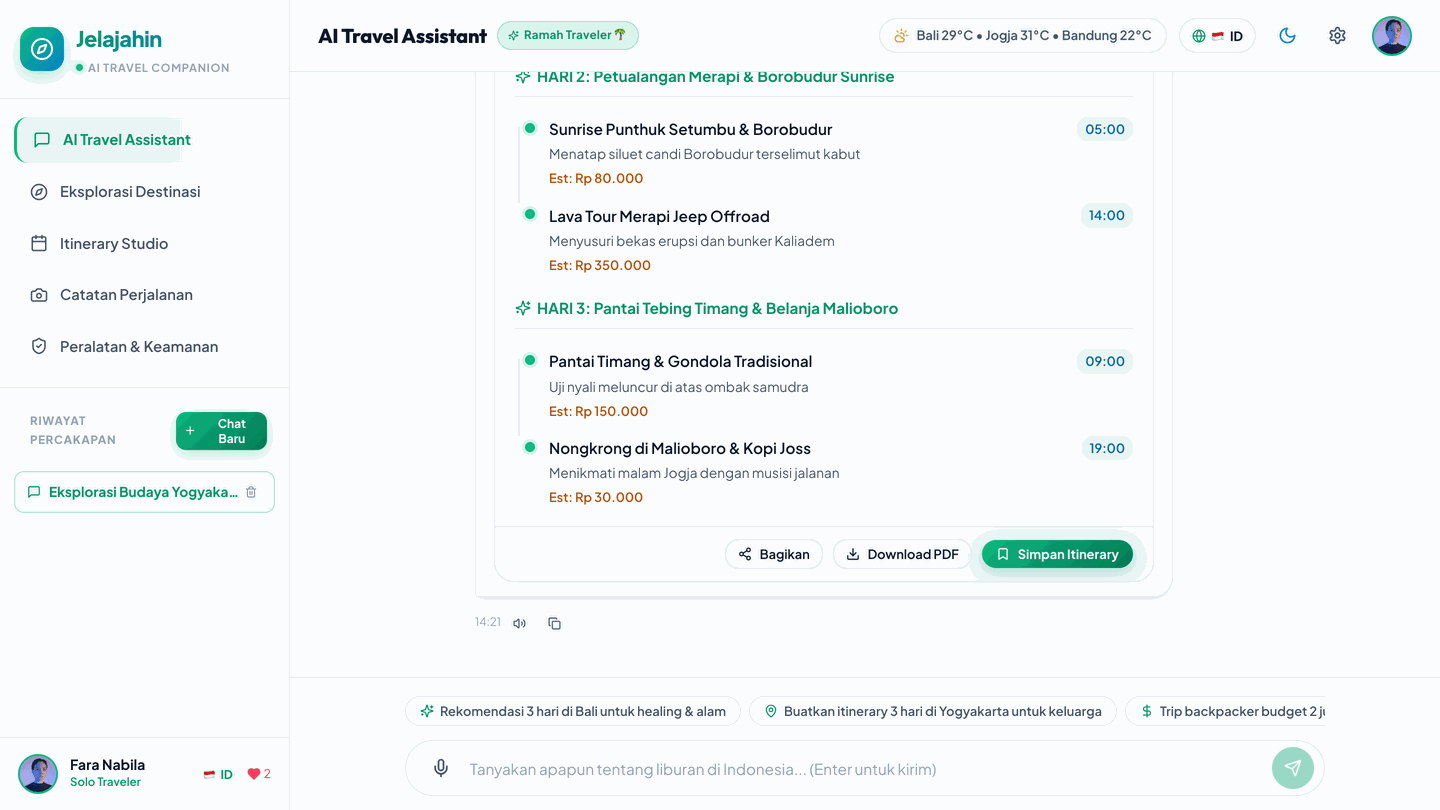 Jelajahin
AI TRAVEL COMPANION
AI Travel Assistant
Eksplorasi Destinasi
Itinerary Studio
Catatan Perjalanan
Peralatan & Keamanan
RIWAYAT
PERCAKAPAN
+ Chat
Baru
Eksplorasi Budaya Yogyaka...
Fara Nabila
Solo Traveler
ID
2
AI Travel Assistant
Ramah Traveler
Bali 29°C • Jogja 31°C • Bandung 22°C
ID
HARI 2: Petualangan Merapi & Borobudur Sunrise
Sunrise Punthuk Setumbu & Borobudur
05:00
Menatap siluet candi Borobudur terselimut kabut
Est: Rp 80.000
Lava Tour Merapi Jeep Offroad
14:00
Menyusuri bekas erupsi dan bunker Kaliadem
Est: Rp 350.000
HARI 3: Pantai Tebing Timang & Belanja Malioboro
Pantai Timang & Gondola Tradisional
09:00
Uji nyali meluncur di atas ombak samudra
Est: Rp 150.000
Nongkrong di Malioboro & Kopi Joss
19:00
Menikmati malam Jogja dengan musisi jalanan
Est: Rp 30.000
Bagikan
Download PDF
Simpan Itinerary
14:21
Rekomendasi 3 hari di Bali untuk healing & alam
Buatkan itinerary 3 hari di Yogyakarta untuk keluarga
Trip backpacker budget 2
Tanyakan apapun tentang liburan di Indonesia... (Enter untuk kirim)